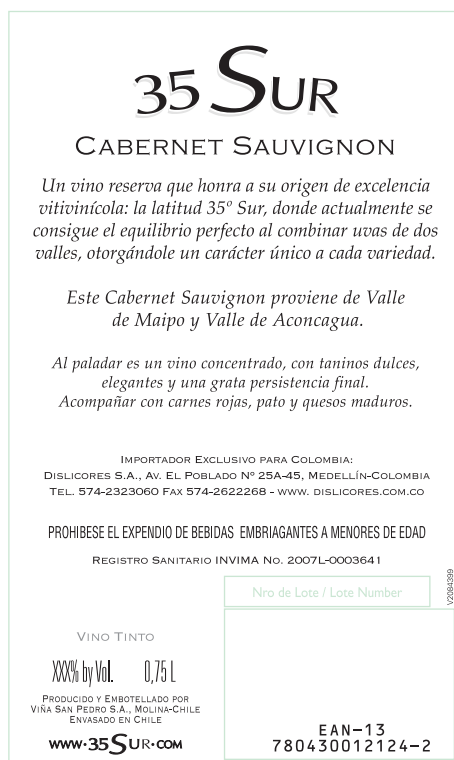 35 SUR
CABERNET SAUVIGNON
Un vino reserva que honra a su origen de excelencia
vitivinícola: la latitud 35º Sur, donde actualmente se
consigue el equilibrio perfecto al combinar uvas de dos
valles, otorgándole un carácter único a cada variedad.
Este Cabernet Sauvignon proviene de Valle
de Maipo y Valle de Aconcagua.
Al paladar es un vino concentrado, con taninos dulces,
elegantes y una grata persistencia final.
Acompañar con carnes rojas, pato y quesos maduros.
IMPORTADOR EXCLUSIVO PARA COLOMBIA:
DISLICORES S.A., AV. EL POBLADO Nº 25A-45, MEDELLÍN-COLOMBIA
TEL. 574-2323060 FAX 574-2622268 - WWW. DISLICORES.COM.CO
PROHIBESE EL EXPENDIO DE BEBIDAS EMBRIAGANTES A MENORES DE EDAD
REGISTRO SANITARIO INVIMA NO. 2007L-0003641
Nro de Lote / Lote Number
V2084399
VINO TINTO
XXX% by Vol. 0,75 L
PRODUCIDO Y EMBOTELLADO POR
VIÑA SAN PEDRO S.A., MOLINA-CHILE
ENVASADO EN CHILE
WWW.35SUR.COM
EAN-13
780430012124-2